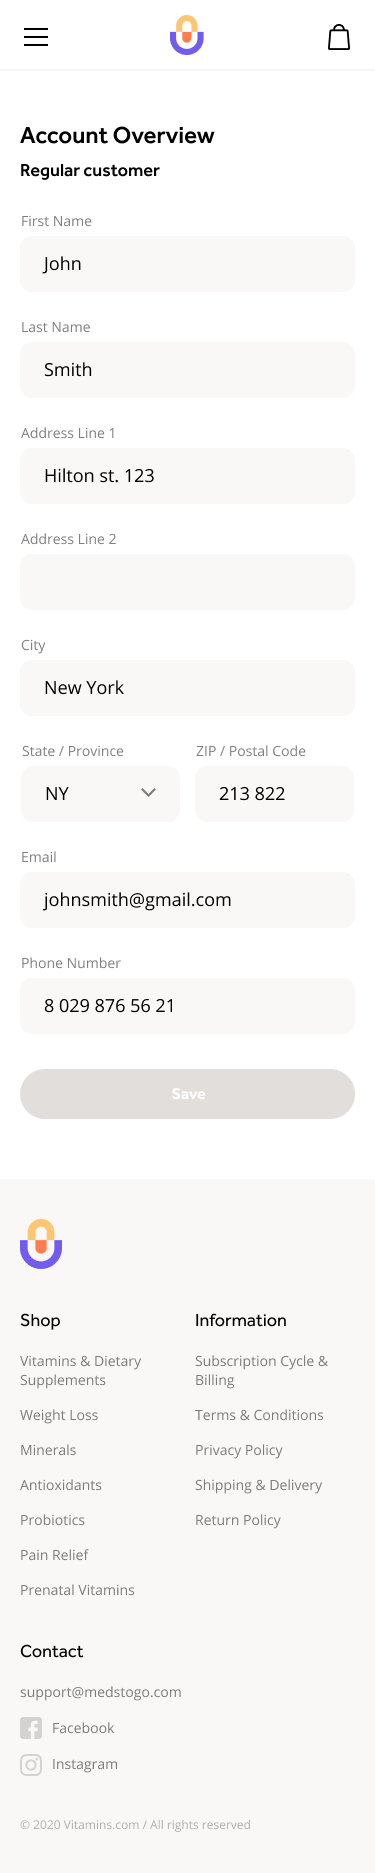 Account Overview
Regular customer
First Name
John
Last Name
Smith
Address Line 1
Hilton st. 123
Address Line 2
City
New York
State / Province
NY
ZIP / Postal Code
213 822
Email
johnsmith@gmail.com
Phone Number
8 029 876 56 21
Save
Shop
Vitamins & Dietary
Supplements
Weight Loss
Minerals
Antioxidants
Probiotics
Pain Relief
Prenatal Vitamins
Information
Subscription Cycle &
Billing
Terms & Conditions
Privacy Policy
Shipping & Delivery
Return Policy
Contact
support@medstogo.com
Facebook
Instagram
© 2020 Vitamins.com / All rights reserved